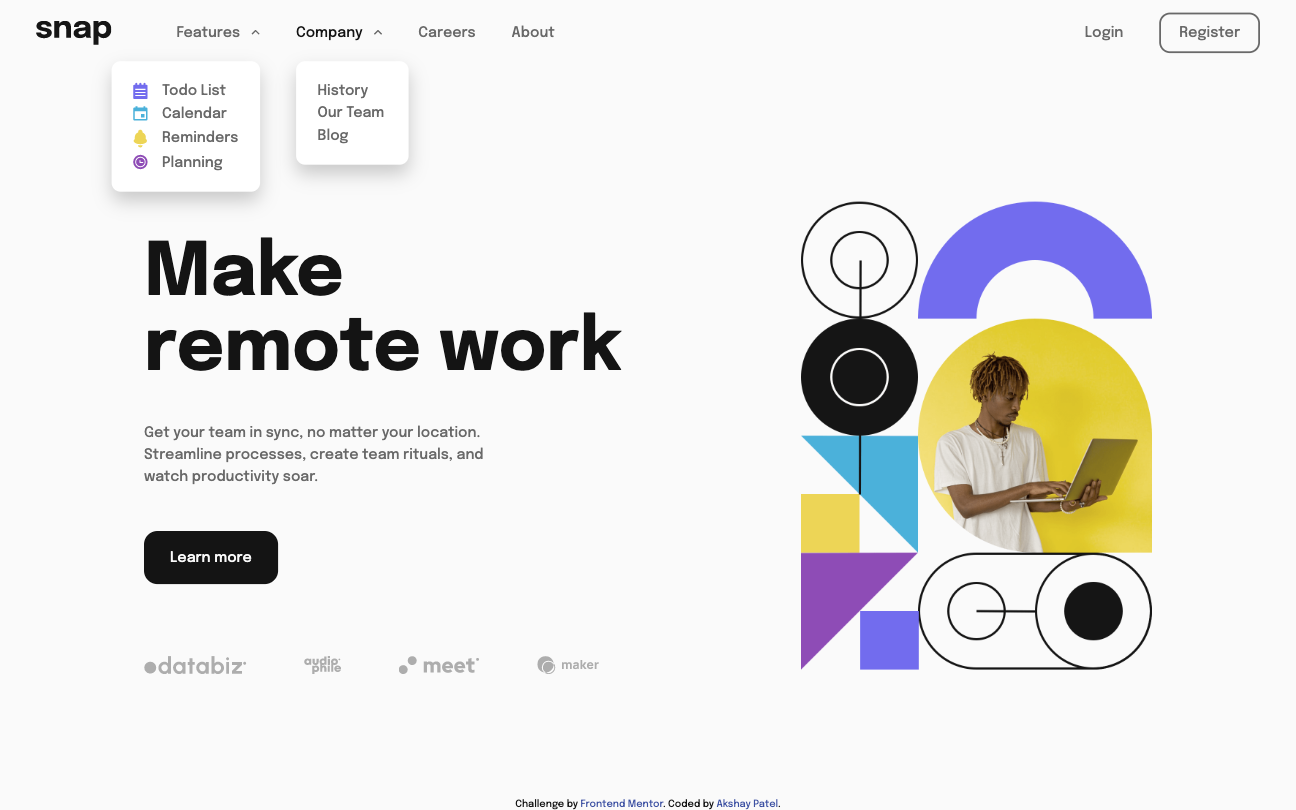 snap
Features
Company
Careers
About
Login
Register
Todo List
Calendar
Reminders
Planning
History
Our Team
Blog
Make
remote work
Get your team in sync, no matter your location.
Streamline processes, create team rituals, and
watch productivity soar.
Learn more
databiz
audio
phile
meet
maker
Challenge by Frontend Mentor. Coded by Akshay Patel.